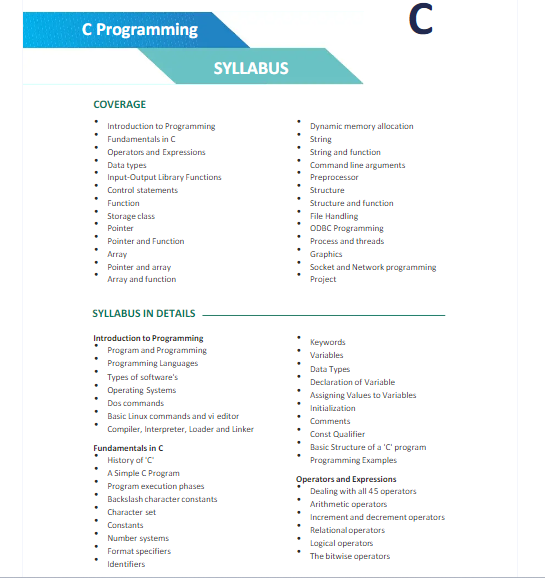 C Programming
C
SYLLABUS
COVERAGE
Introduction to Programming
Fundamentals in C
Operators and Expressions
Data types
Input-Output Library Functions
Control statements
Function
Storage class
Pointer
Pointer and Function
Array
Pointer and array
Array and function
Dynamic memory allocation
String
String and function
Command line arguments
Preprocessor
Structure
Structure and function
File Handling
ODBC Programming
Process and threads
Graphics
Socket and Network programming
Project
SYLLABUS IN DETAILS
Introduction to Programming
Program and Programming
Programming Languages
Types of software's
Operating Systems
Dos commands
Basic Linux commands and vi editor
Compiler, Interpreter, Loader and Linker
Fundamentals in C
History of 'C'
A Simple C Program
Program execution phases
Backslash character constants
Character set
Constants
Number systems
Format specifiers
Identifiers
Keywords
Variables
Data Types
Declaration of Variable
Assigning Values to Variables
Initialization
Comments
Const Qualifier
Basic Structure of a 'C' program
Programming Examples
Operators and Expressions
Dealing with all 45 operators
Arithmetic operators
Increment and decrement operators
Relational operators
Logical operators
The bitwise operators